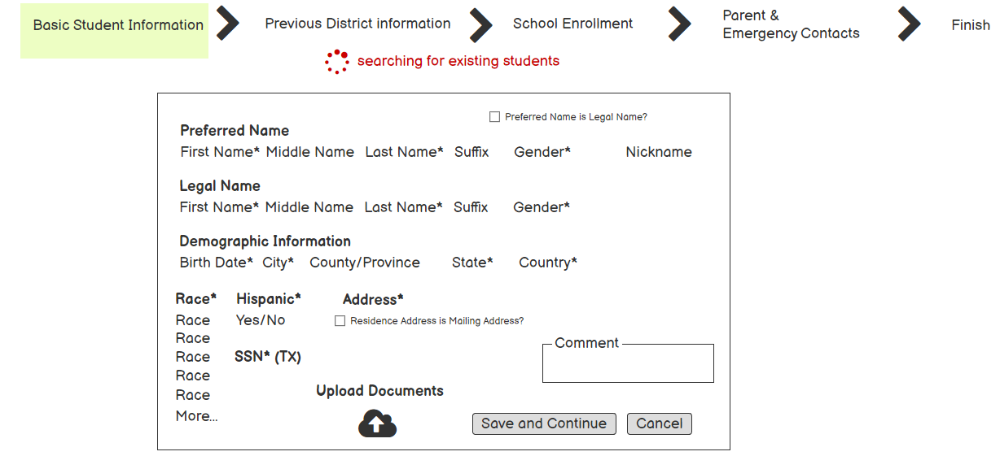 Basic Student Information
Previous District information
School Enrollment
Parent &
Emergency Contacts
Finish
searching for existing students
Preferred Name is Legal Name?
Preferred Name
First Name* Middle Name Last Name* Suffix Gender* Nickname
Legal Name
First Name* Middle Name Last Name* Suffix Gender*
Demographic Information
Birth Date* City* County/Province State* Country*
Race* Hispanic* Address*
Race Yes/No Residence Address is Mailing Address?
Race
Comment
Race SSN* (TX)
Race
Race
Upload Documents
More...
Save and Continue Cancel